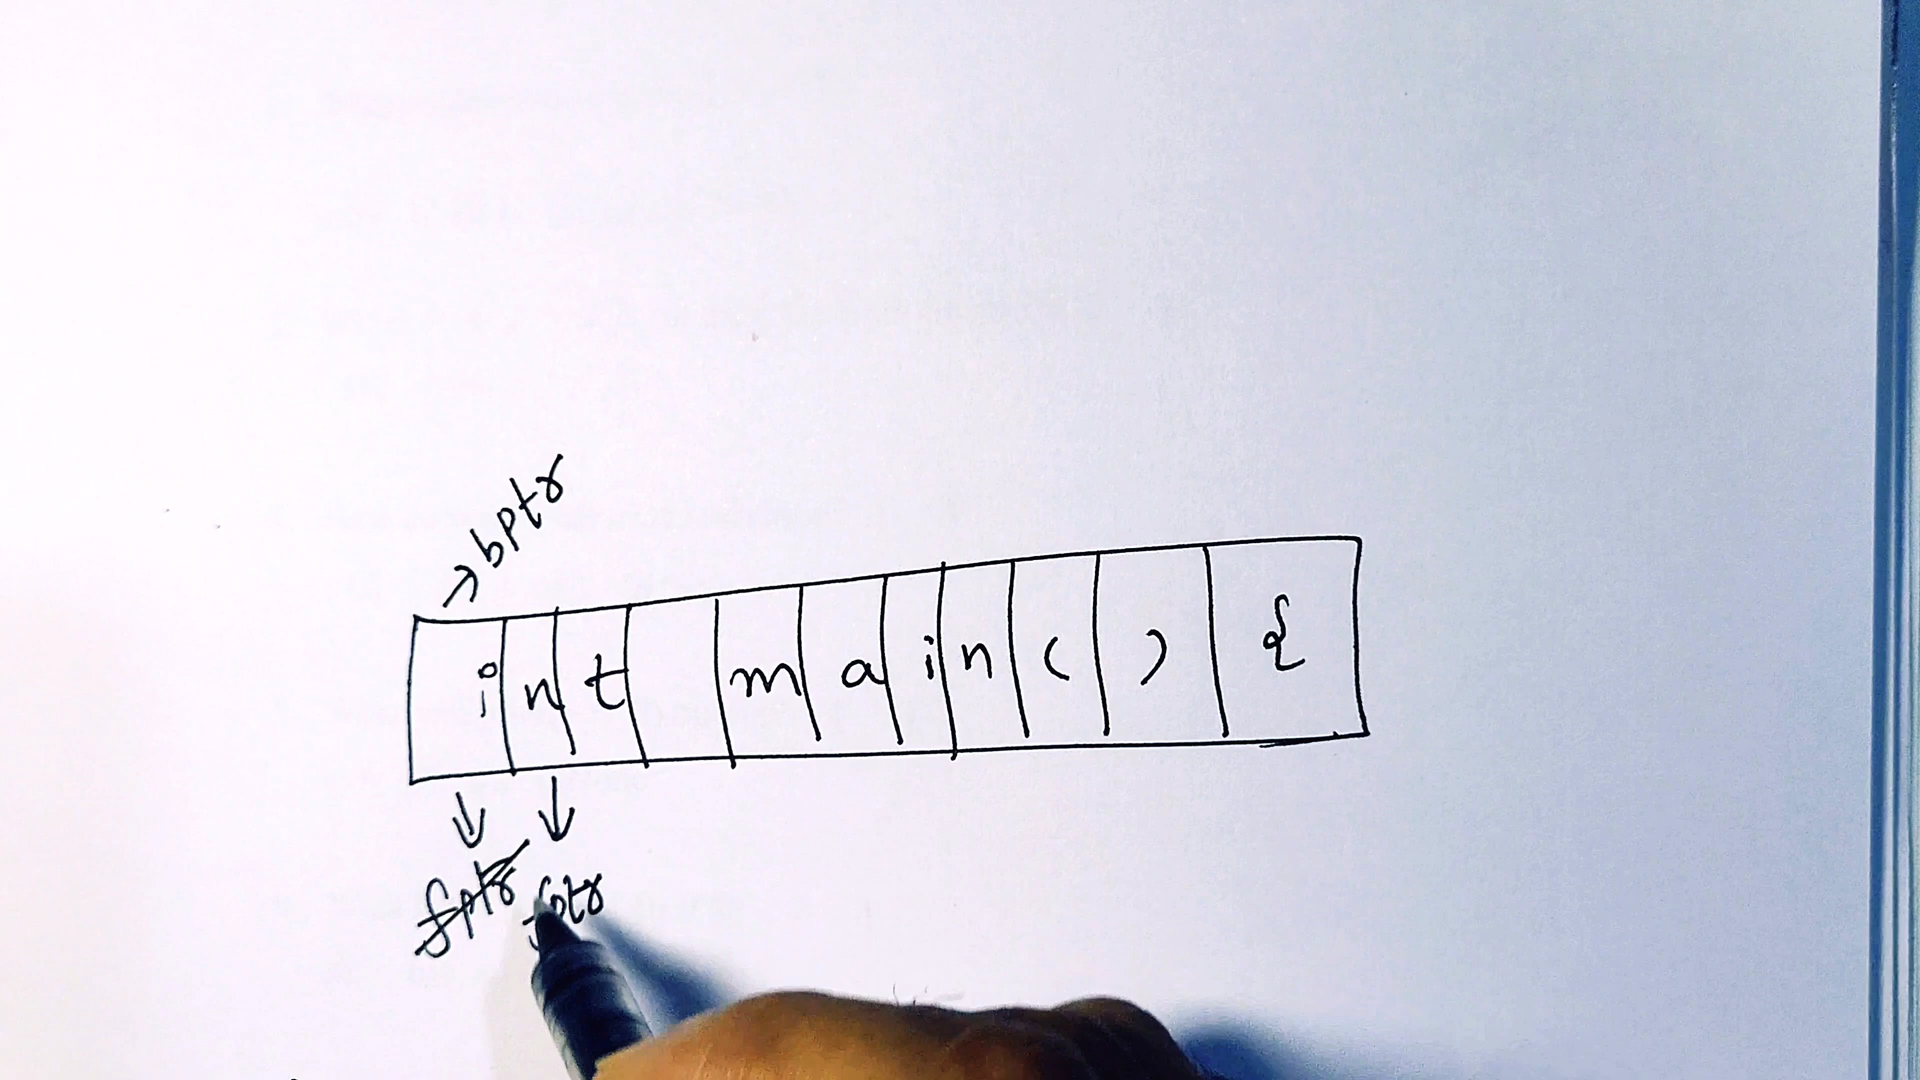 bptr
int main() {
fptr fptr